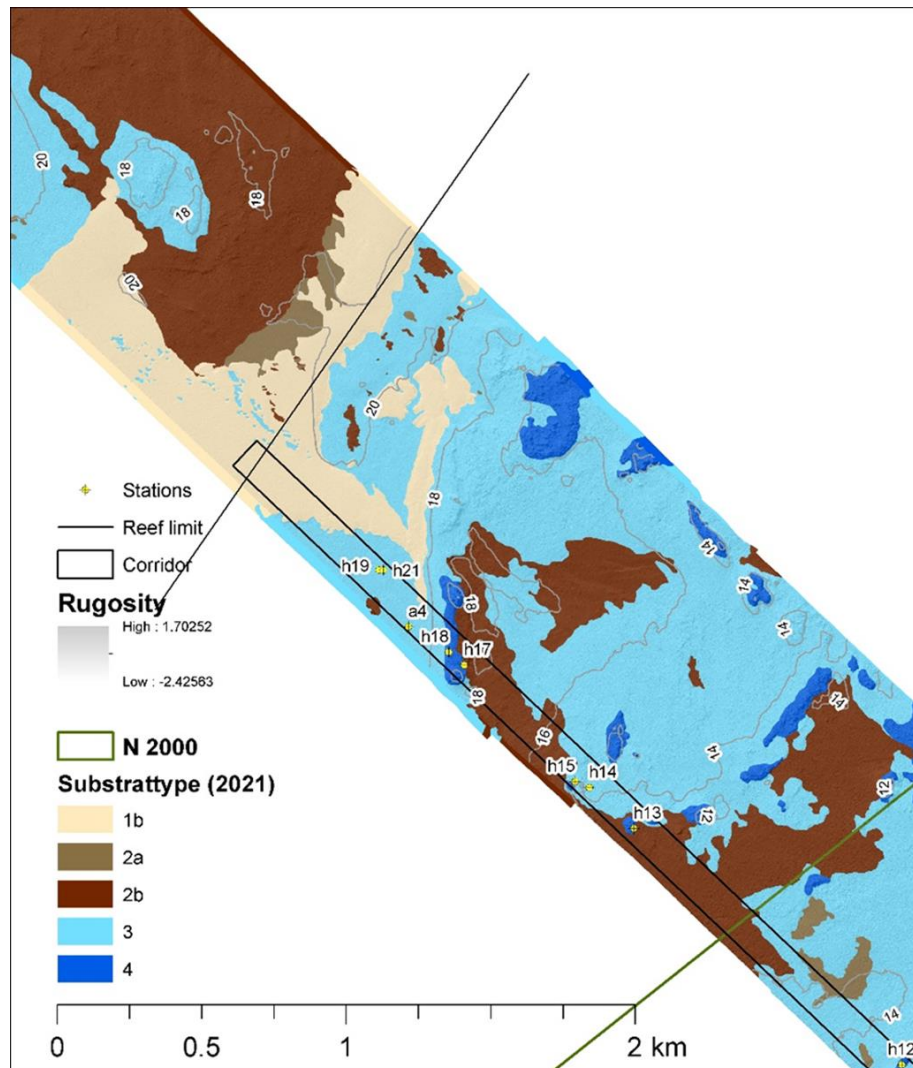 20
18
18
18
20
20
18
14
14
14
18
14
16
14
12
12
14
h19
h21
a4
h18
h17
18
h15
h14
h13
h12
Stations
Reef limit
Corridor
Rugosity
High : 1.70252
Low : -2.42563
N 2000
Substrattype (2021)
1b
2a
2b
3
4
0 0.5 1 2 km